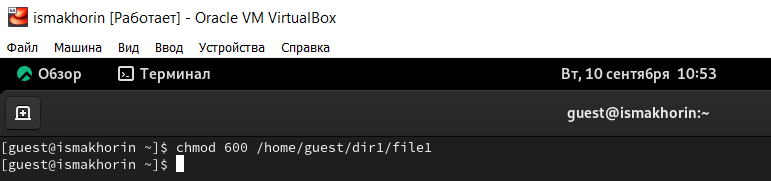 ismakhorin [Работает] - Oracle VM VirtualBox
Файл Машина Вид Ввод Устройства Справка
Обзор Терминал Вт, 10 сентября 10:53
guest@ismakhorin:~
[guest@ismakhorin ~]$ chmod 600 /home/guest/dir1/file1
[guest@ismakhorin ~]$